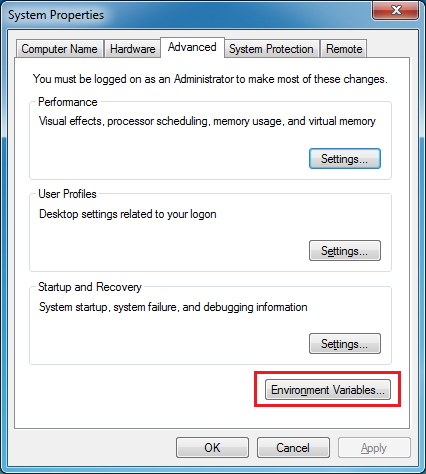 System Properties
Computer Name Hardware Advanced System Protection Remote
You must be logged on as an Administrator to make most of these changes.
Performance
Visual effects, processor scheduling, memory usage, and virtual memory
Settings...
User Profiles
Desktop settings related to your logon
Settings...
Startup and Recovery
System startup, system failure, and debugging information
Settings...
Environment Variables...
OK Cancel Apply